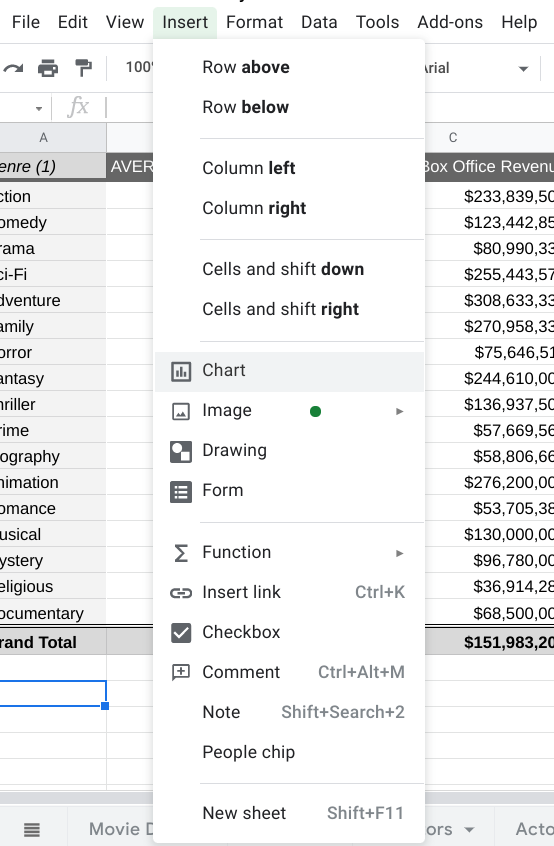 File Edit View Insert Format Data Tools Add-ons Help
100% Arial
fx
A C
enre (1) AVER Box Office Revenu
ction $233,839,50
omedy $123,442,85
rama $80,990,33
ci-Fi $255,443,57
dventure $308,633,33
amily $270,958,33
orror $75,646,51
antasy $244,610,00
hriller $136,937,50
rime $57,669,56
ography $58,806,66
nimation $276,200,00
omance $53,705,38
usical $130,000,00
ystery $96,780,00
eligious $36,914,28
ocumentary $68,500,00
rand Total $151,983,20
Row above
Row below
Column left
Column right
Cells and shift down
Cells and shift right
Chart
Image
Drawing
Form
Function
Insert link Ctrl+K
Checkbox
Comment Ctrl+Alt+M
Note Shift+Search+2
People chip
New sheet Shift+F11
Movie D ors Acto